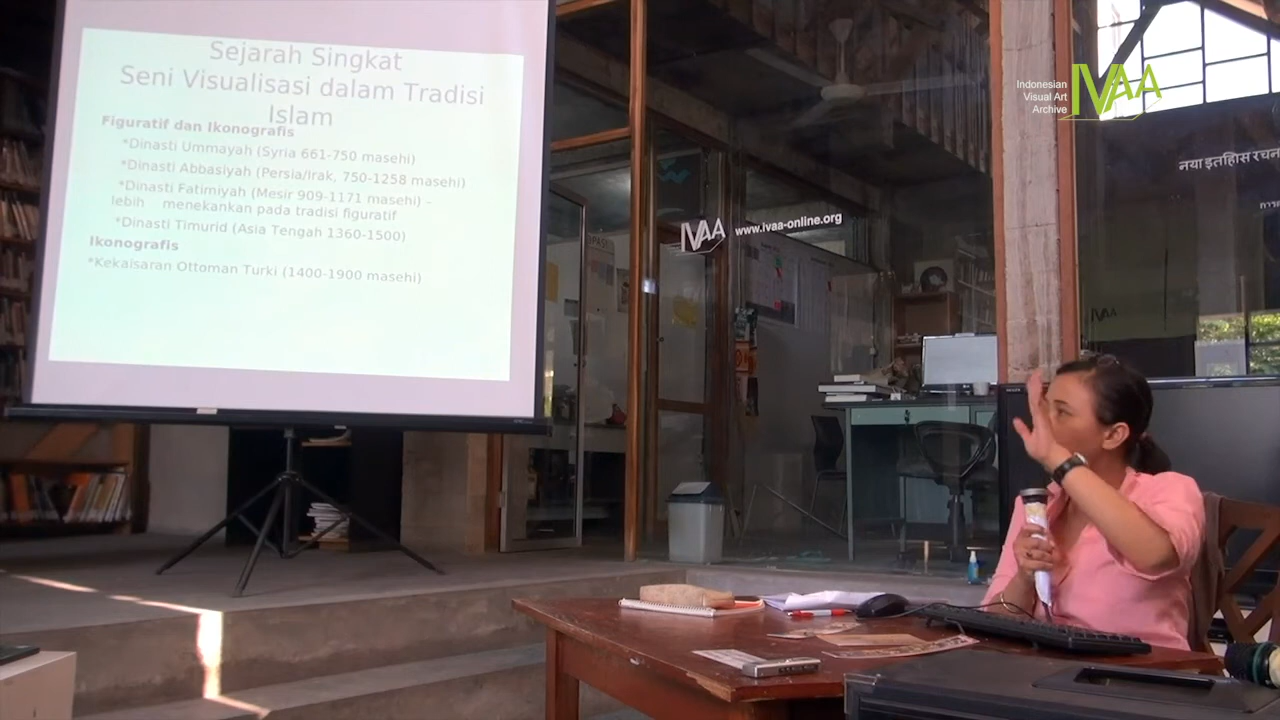 Sejarah Singkat
Seni Visualisasi dalam Tradisi
Islam
Figuratif dan Ikonografis
*Dinasti Ummayah (Syria 661-750 masehi)
*Dinasti Abbasiyah (Persia/Irak, 750-1258 masehi)
*Dinasti Fatimiyah (Mesir 909-1171 masehi) –
lebih menekankan pada tradisi figuratif
*Dinasti Timurid (Asia Tengah 1360-1500)
Ikonografis
*Kekaisaran Ottoman Turki (1400-1900 masehi)
Indonesian
Visual Art
Archive
IVAA
नया इतिहास रचन
IVAA www.ivaa-online.org
IVAA